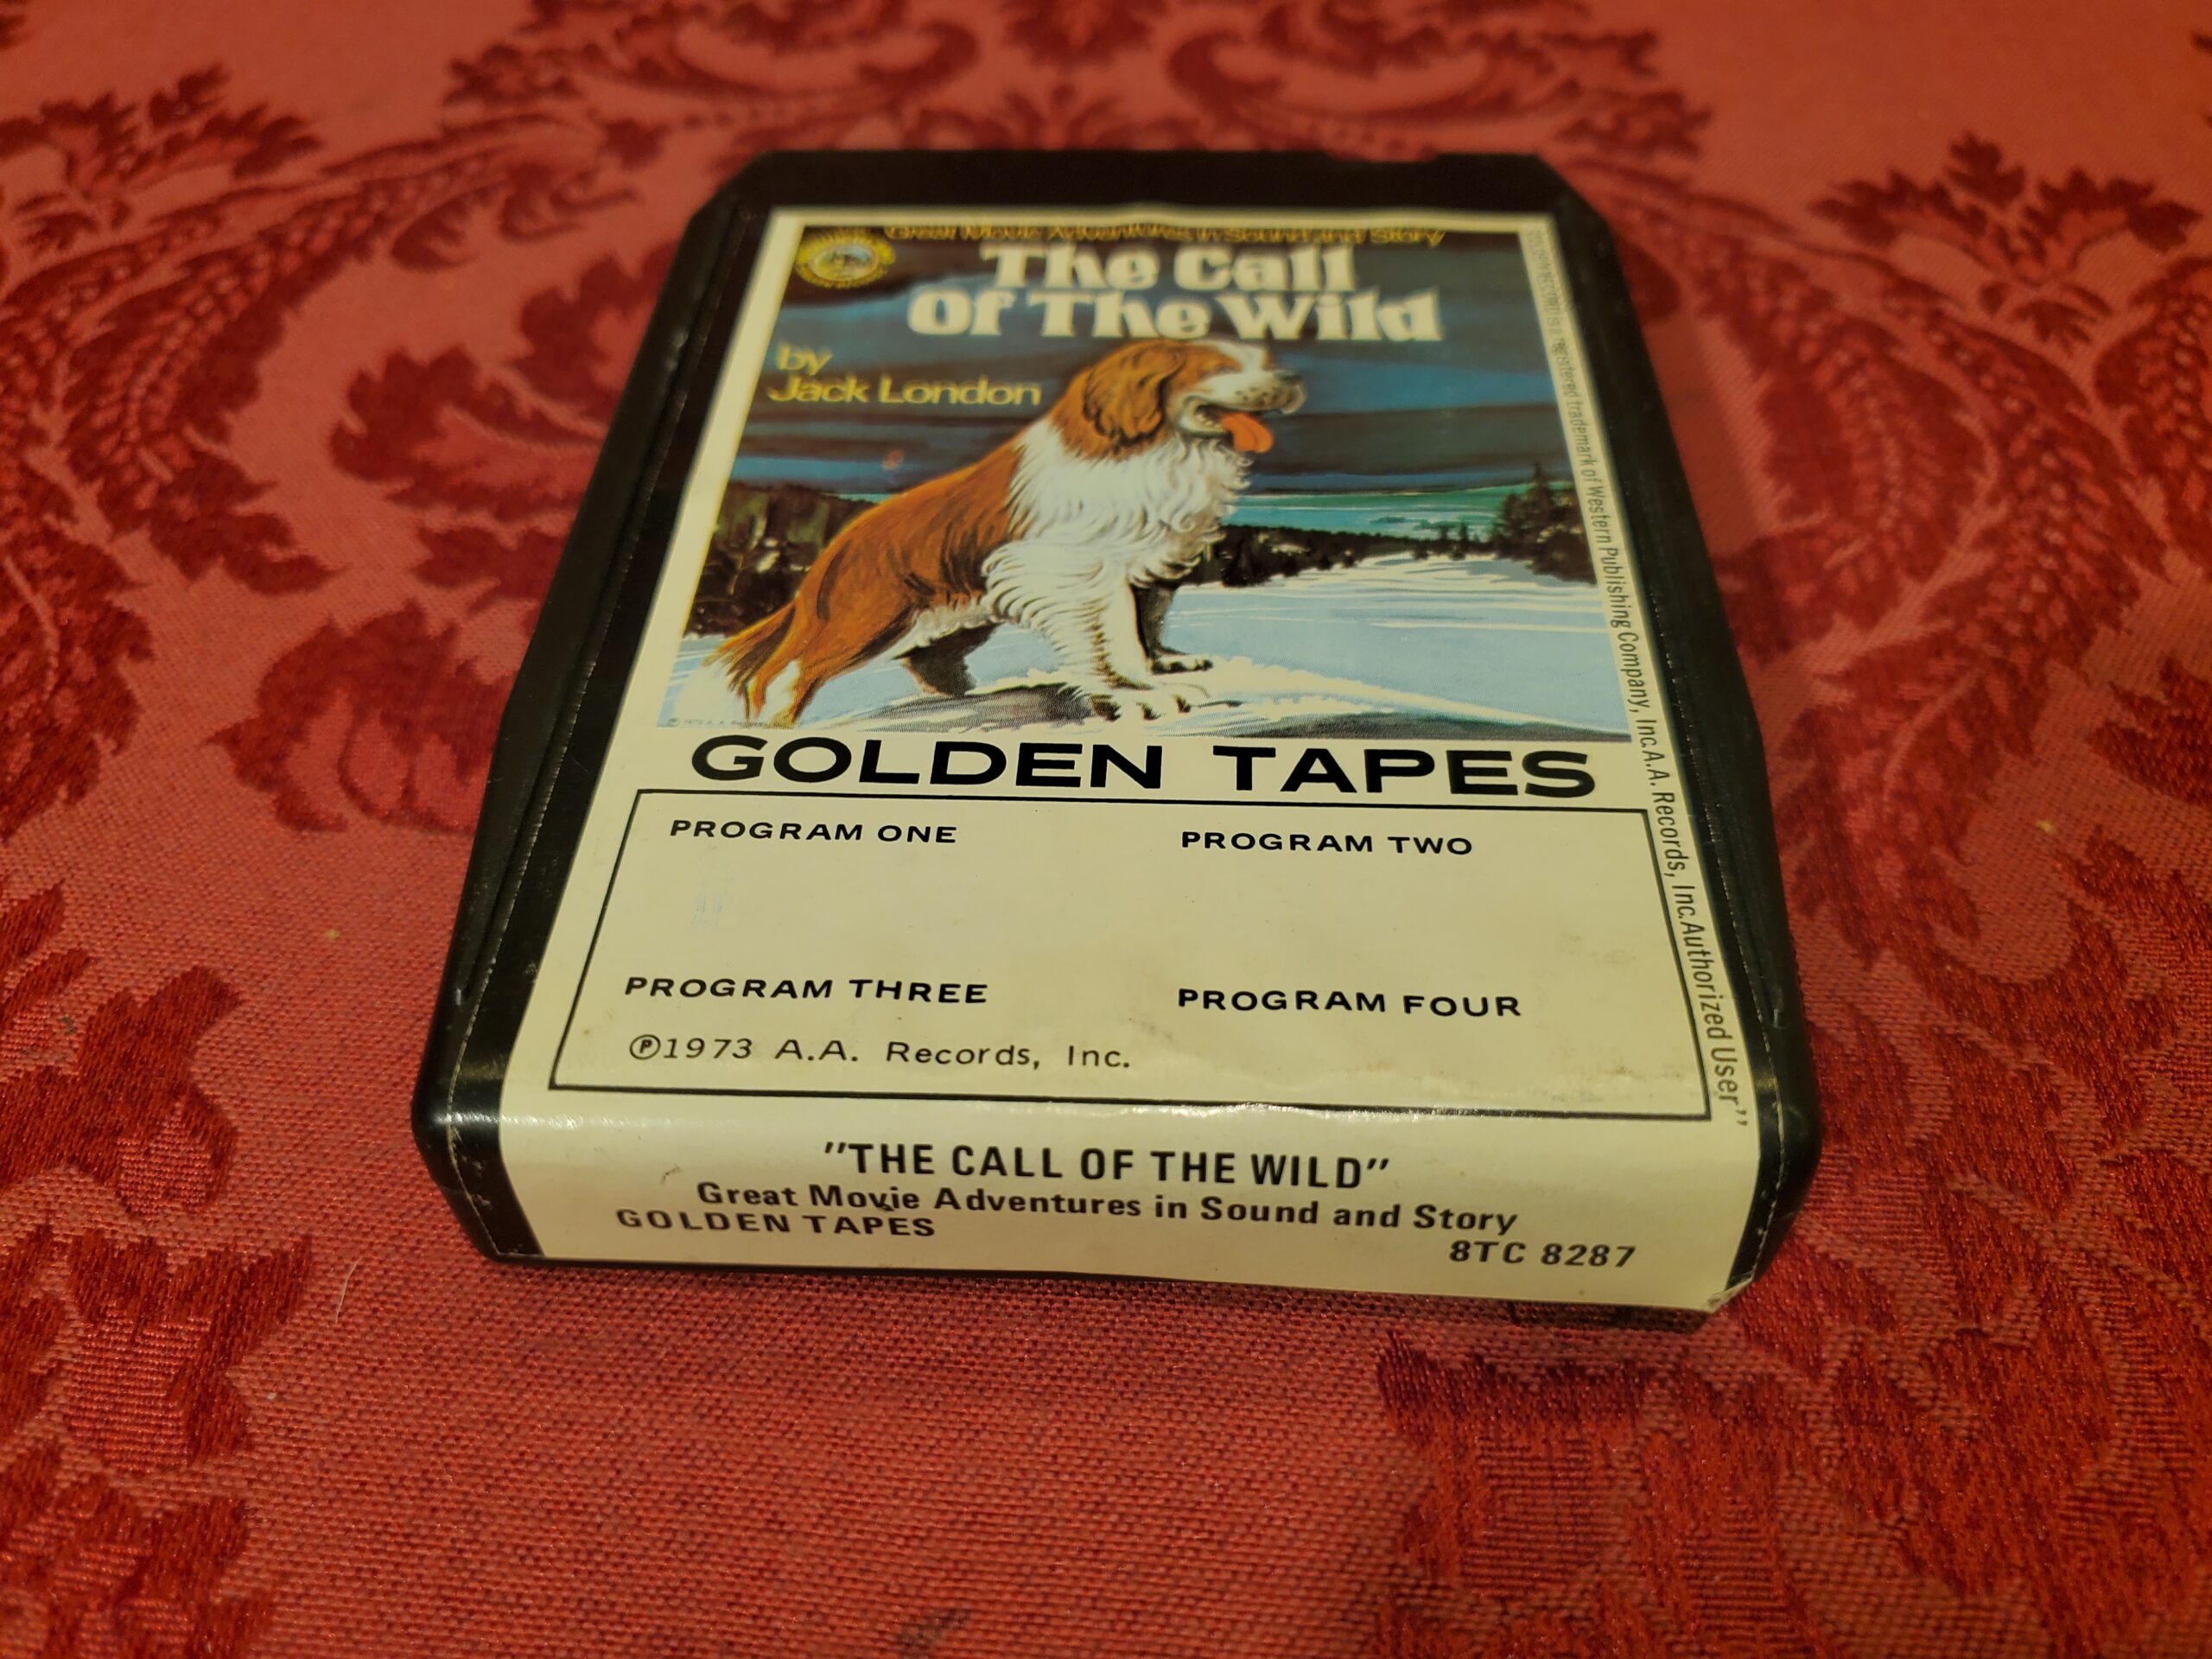 Great Movie Adventures in Sound and Story
The Call
Of The Wild
by
Jack London
GOLDEN TAPES
PROGRAM ONE
PROGRAM TWO
PROGRAM THREE
PROGRAM FOUR
Ⓟ1973 A.A. Records, Inc.
is a registered trademark of Western Publishing Company, Inc.A.A. Records, Inc.Authorized User”
"THE CALL OF THE WILD"
Great Movie Adventures in Sound and Story
GOLDEN TAPES
8TC 8287